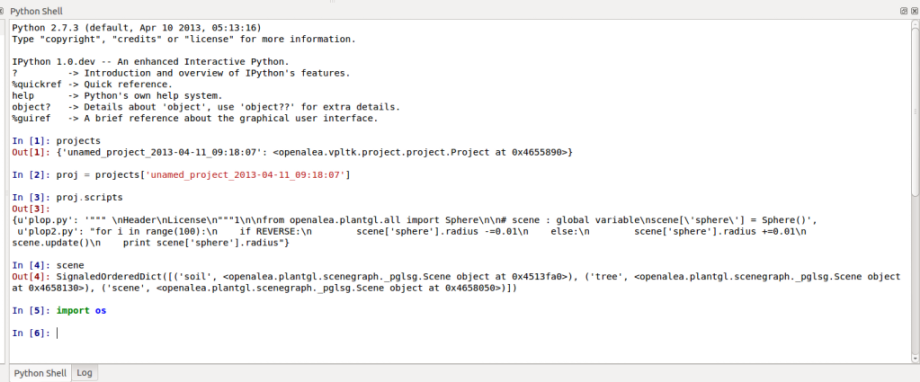 Python Shell
Python 2.7.3 (default, Apr 10 2013, 05:13:16)
Type "copyright", "credits" or "license" for more information.
IPython 1.0.dev -- An enhanced Interactive Python.
?         -> Introduction and overview of IPython's features.
%quickref -> Quick reference.
help      -> Python's own help system.
object?   -> Details about 'object', use 'object??' for extra details.
%guiref   -> A brief reference about the graphical user interface.
In [1]: projects
Out[1]: {'unamed_project_2013-04-11_09:18:07': <openalea.vpltk.project.project.Project at 0x4655890>}
In [2]: proj = projects['unamed_project_2013-04-11_09:18:07']
In [3]: proj.scripts
Out[3]:
{u'plop.py': '""" \nHeader\nLicense\n"""1\n\nfrom openalea.plantgl.all import Sphere\n\n# scene : global variable\nscene[\'sphere\'] = Sphere()',
 u'plop2.py': "for i in range(100):\n    if REVERSE:\n        scene['sphere'].radius -=0.01\n    else:\n        scene['sphere'].radius +=0.01\n
scene.update()\n    print scene['sphere'].radius"}
In [4]: scene
Out[4]: SignaledOrderedDict([('soil', <openalea.plantgl.scenegraph._pglsg.Scene object at 0x4513fa0>), ('tree', <openalea.plantgl.scenegraph._pglsg.Scene object
at 0x4658130>), ('scene', <openalea.plantgl.scenegraph._pglsg.Scene object at 0x4658050>)])
In [5]: import os
In [6]:
Python Shell
Log